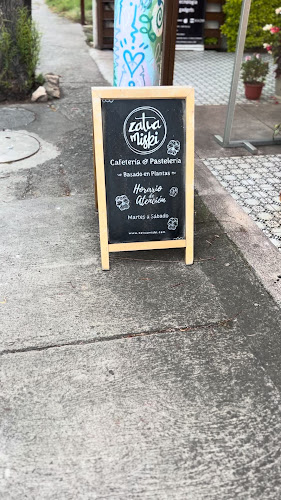 zatua
miski
Cafetería & Pastelería
~ Basado en Plantas ~
Horario
de
Atención
Martes a Sábado